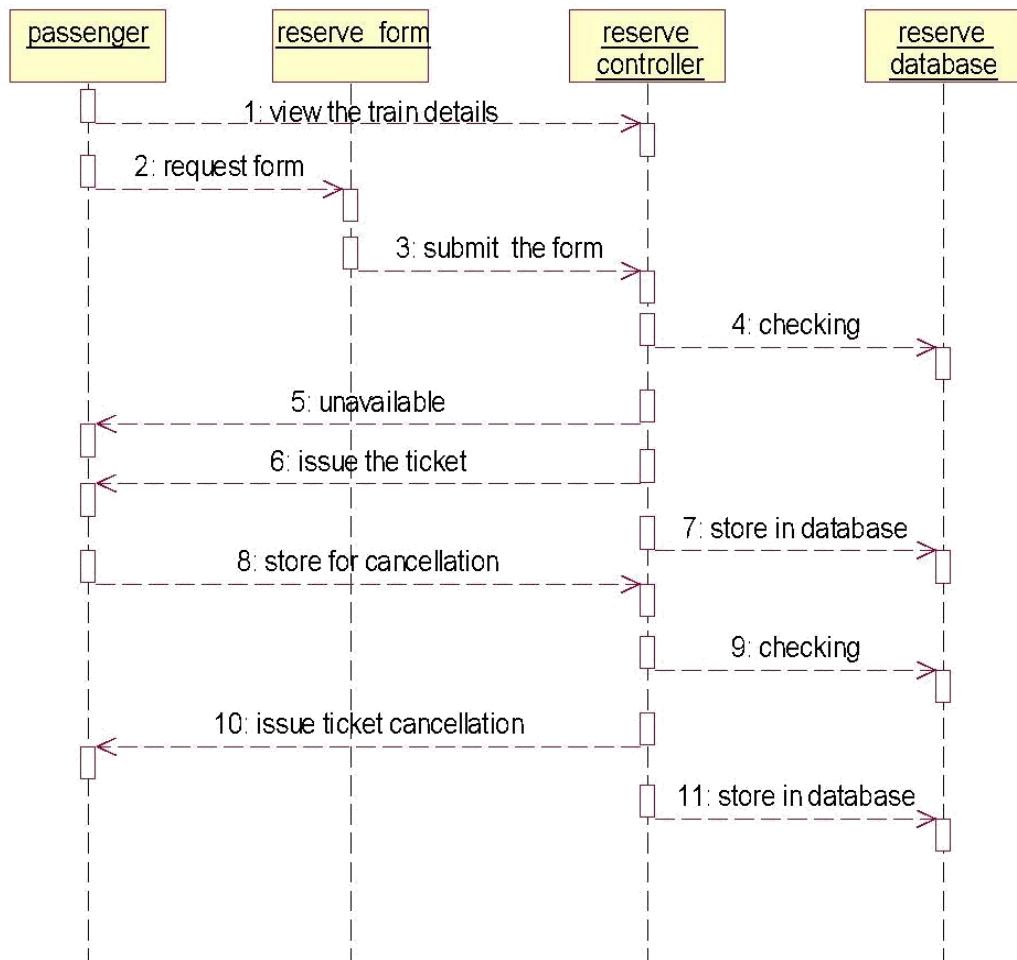 passenger
reserve form
reserve
controller
reserve
database
1: view the train details
2: request form
3: submit the form
4: checking
5: unavailable
6: issue the ticket
7: store in database
8: store for cancellation
9: checking
10: issue ticket cancellation
11: store in database